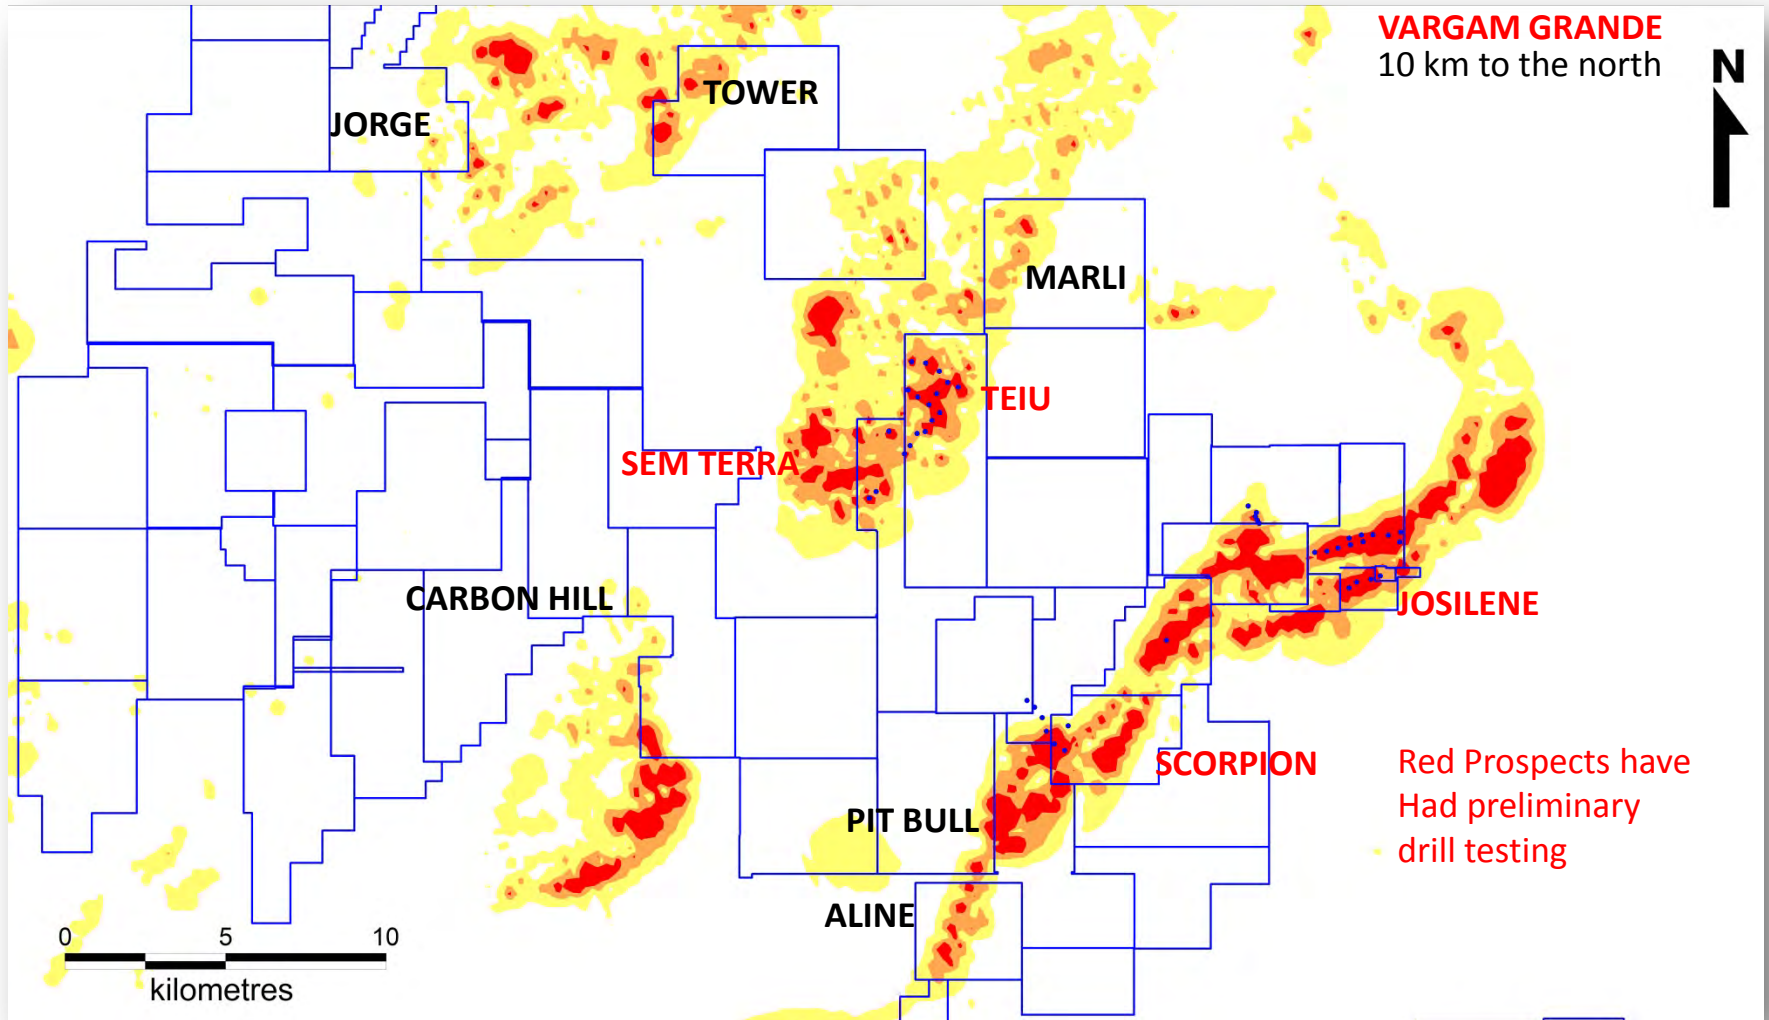 VARGAM GRANDE
10 km to the north
N
TOWER
JORGE
MARLI
TEIU
SEM TERRA
CARBON HILL
JOSILENE
SCORPION
Red Prospects have
Had preliminary
drill testing
PIT BULL
ALINE
0 5 10
kilometres